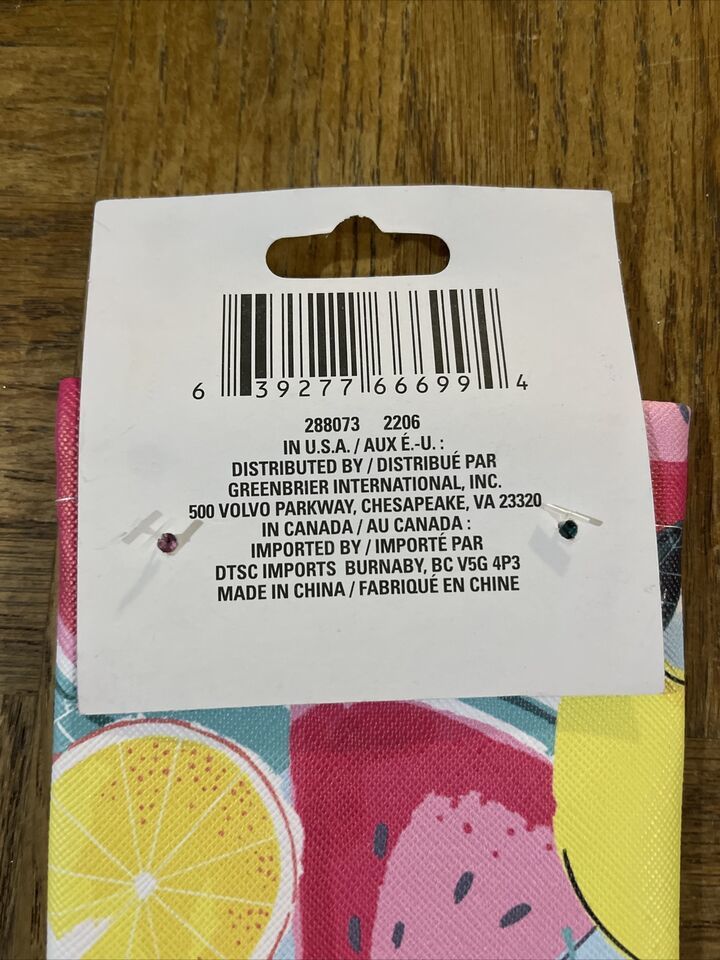 6 39277 66699 4
288073 2206
IN U.S.A. / AUX É.-U. :
DISTRIBUTED BY / DISTRIBUÉ PAR
GREENBRIER INTERNATIONAL, INC.
500 VOLVO PARKWAY, CHESAPEAKE, VA 23320
IN CANADA / AU CANADA :
IMPORTED BY / IMPORTÉ PAR
DTSC IMPORTS BURNABY, BC V5G 4P3
MADE IN CHINA / FABRIQUÉ EN CHINE